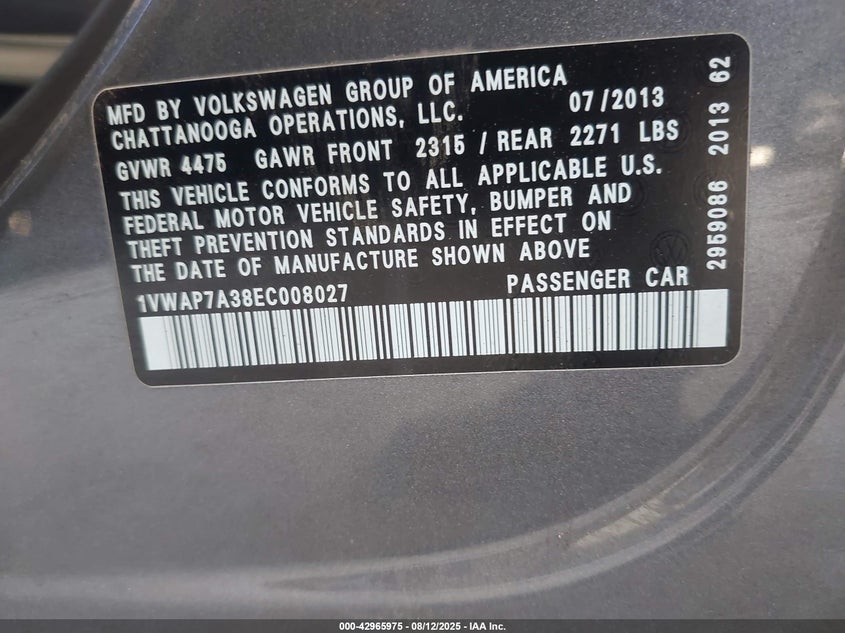 MFD BY VOLKSWAGEN GROUP OF AMERICA
CHATTANOOGA OPERATIONS, LLC. 07/2013
GVWR 4475 GAWR FRONT 2315 / REAR 2271 LBS
THIS VEHICLE CONFORMS TO ALL APPLICABLE U.S.
FEDERAL MOTOR VEHICLE SAFETY, BUMPER AND
THEFT PREVENTION STANDARDS IN EFFECT ON
THE DATE OF MANUFACTURE SHOWN ABOVE
1VWAP7A38EC008027 PASSENGER CAR
2959086 2013 62
000-42965975 - 08/12/2025 - IAA Inc.